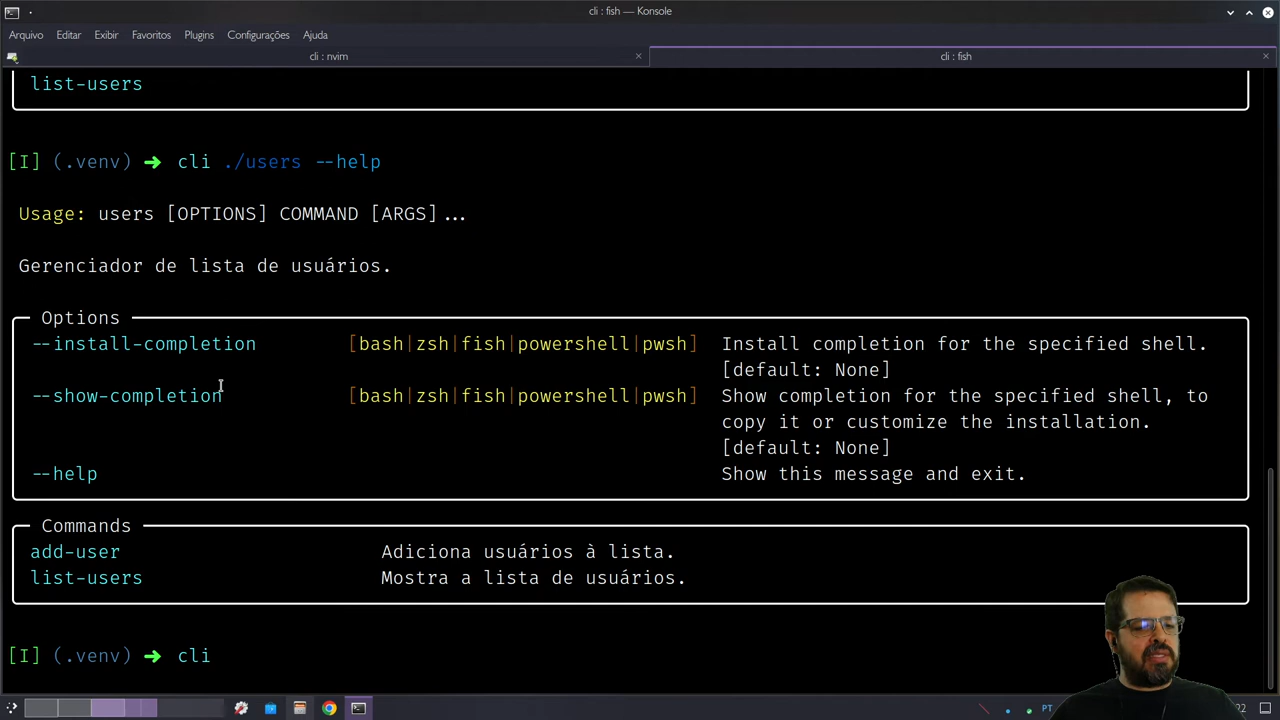 cli : fish — Konsole
Arquivo Editar Exibir Favoritos Plugins Configurações Ajuda
cli : nvim
cli : fish
list-users
[I] (.venv) ➜ cli ./users --help
Usage: users [OPTIONS] COMMAND [ARGS]...
Gerenciador de lista de usuários.
Options
--install-completion [bash|zsh|fish|powershell|pwsh] Install completion for the specified shell.
[default: None]
--show-completion [bash|zsh|fish|powershell|pwsh] Show completion for the specified shell, to
copy it or customize the installation.
[default: None]
--help Show this message and exit.
Commands
add-user Adiciona usuários à lista.
list-users Mostra a lista de usuários.
[I] (.venv) ➜ cli
PT